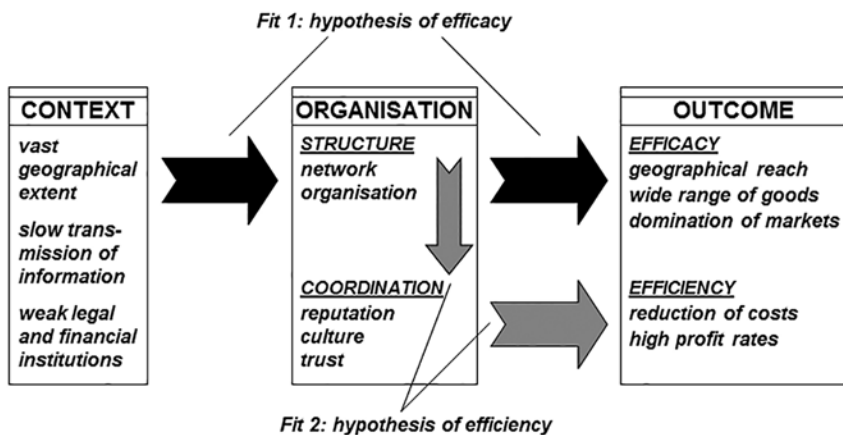 Fit 1: hypothesis of efficacy
CONTEXT
vast
geographical
extent
slow trans-
mission of
information
weak legal
and financial
institutions
ORGANISATION
STRUCTURE
network
organisation
COORDINATION
reputation
culture
trust
OUTCOME
EFFICACY
geographical reach
wide range of goods
domination of markets
EFFICIENCY
reduction of costs
high profit rates
Fit 2: hypothesis of efficiency